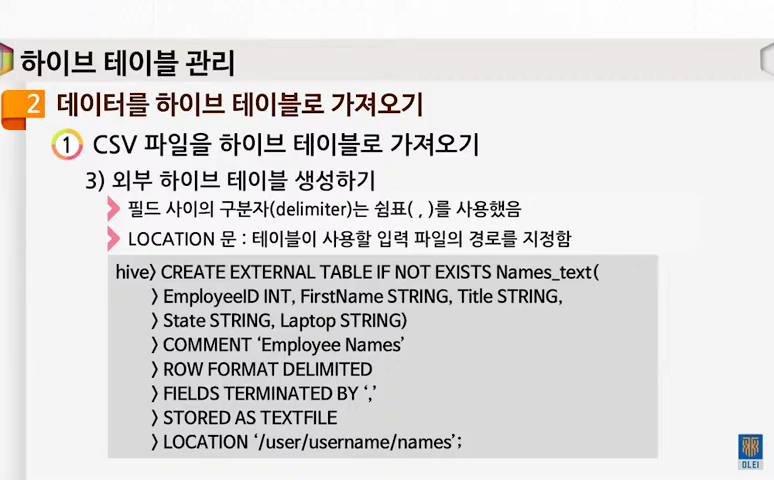 하이브 테이블 관리
2 데이터를 하이브 테이블로 가져오기
① CSV 파일을 하이브 테이블로 가져오기
3) 외부 하이브 테이블 생성하기
필드 사이의 구분자(delimiter)는 쉼표( , )를 사용했음
LOCATION 문 : 테이블이 사용할 입력 파일의 경로를 지정함
hive> CREATE EXTERNAL TABLE IF NOT EXISTS Names_text(
> EmployeeID INT, FirstName STRING, Title STRING,
> State STRING, Laptop STRING)
> COMMENT ‘Employee Names’
> ROW FORMAT DELIMITED
> FIELDS TERMINATED BY ‘,’
> STORED AS TEXTFILE
> LOCATION ‘/user/username/names’;
OLEI